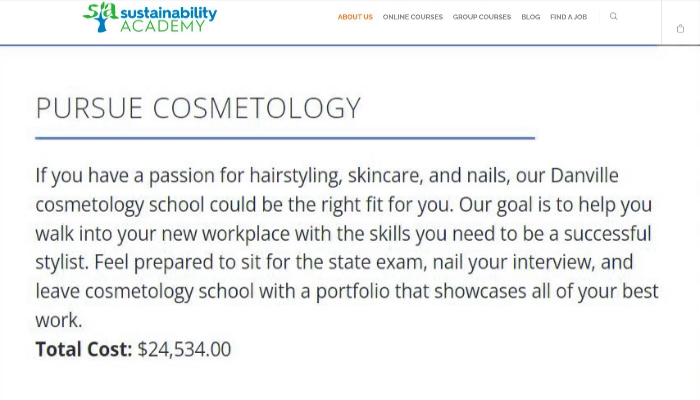 sa sustainability
ACADEMY
ABOUT US ONLINE COURSES GROUP COURSES BLOG FIND A JOB
PURSUE COSMETOLOGY
If you have a passion for hairstyling, skincare, and nails, our Danville
cosmetology school could be the right fit for you. Our goal is to help you
walk into your new workplace with the skills you need to be a successful
stylist. Feel prepared to sit for the state exam, nail your interview, and
leave cosmetology school with a portfolio that showcases all of your best
work.
Total Cost: $24,534.00